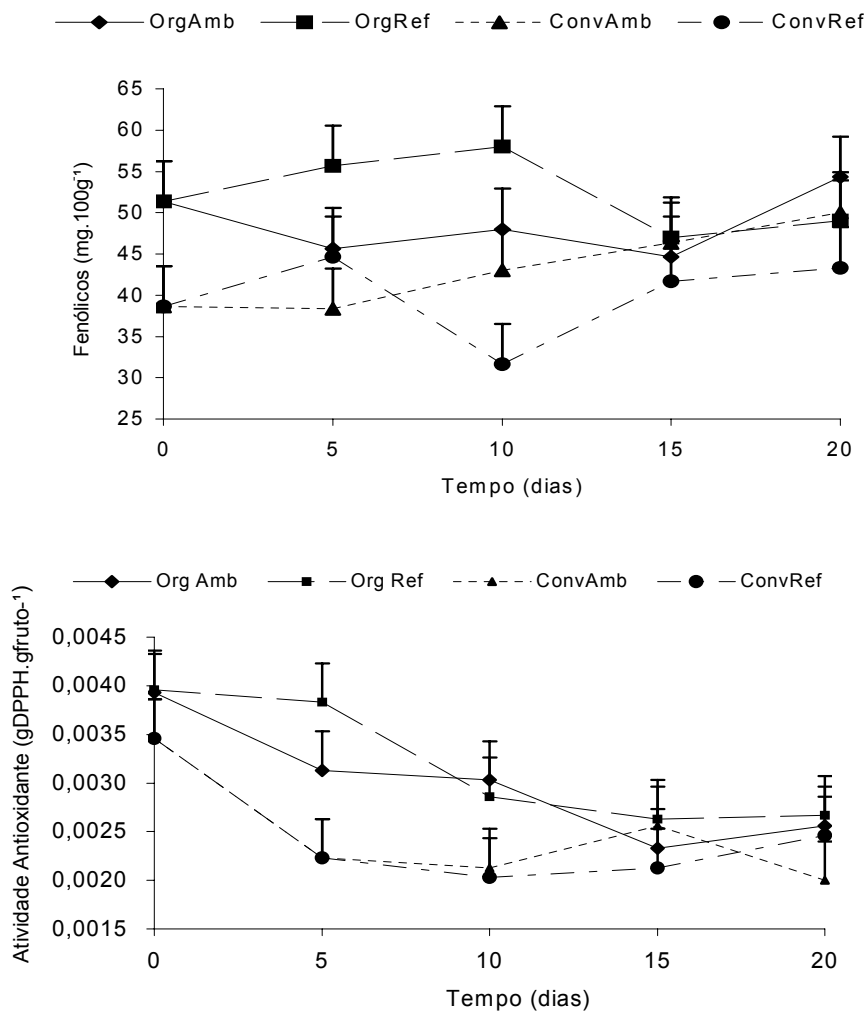 OrgAmb OrgRef ConvAmb ConvRef
Fenólicos (mg.100g⁻¹)
65
60
55
50
45
40
35
30
25
0 5 10 15 20
Tempo (dias)
Org Amb Org Ref ConvAmb ConvRef
Atividade Antioxidante (gDPPH.gfruto-¹)
0,0045
0,0040
0,0035
0,0030
0,0025
0,0020
0,0015
0 5 10 15 20
Tempo (dias)